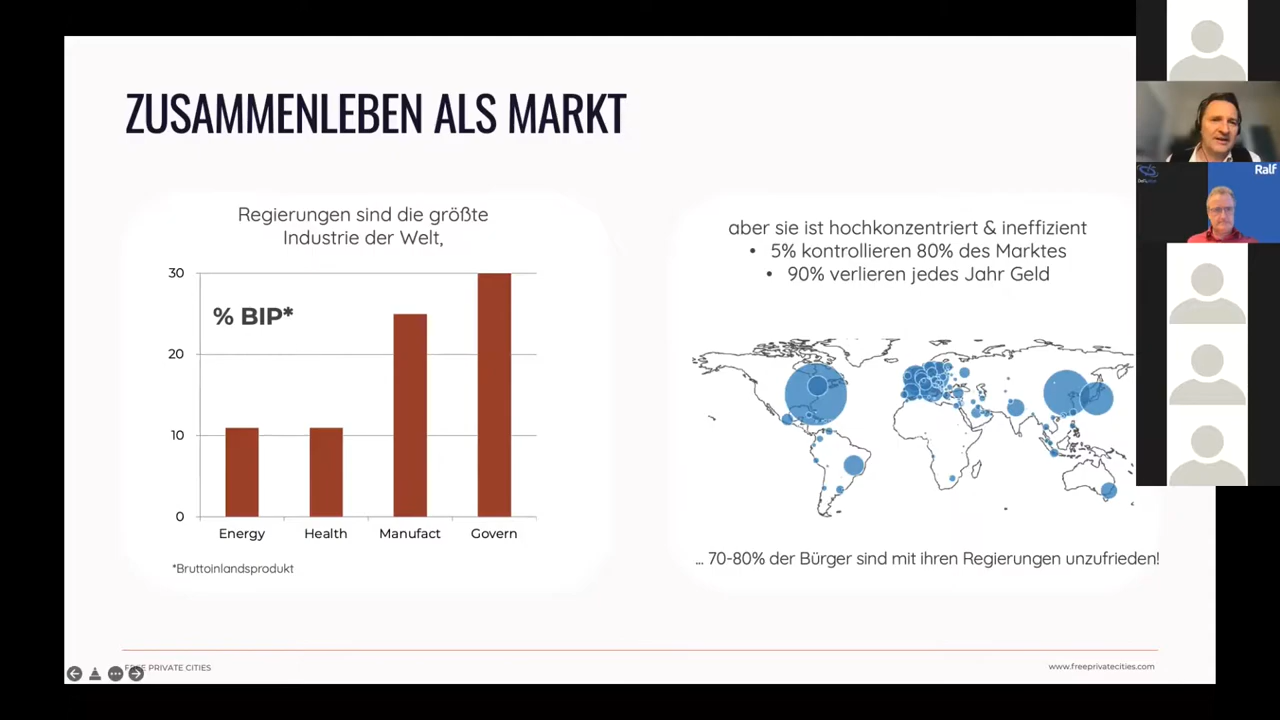 ZUSAMMENLEBEN ALS MARKT
Regierungen sind die größte
Industrie der Welt,
30
20
10
0
% BIP*
Energy
Health
Manufact
Govern
*Bruttoinlandsprodukt
aber sie ist hochkonzentriert & ineffizient
• 5% kontrollieren 80% des Marktes
• 90% verlieren jedes Jahr Geld
... 70-80% der Bürger sind mit ihren Regierungen unzufrieden!
FREE PRIVATE CITIES
www.freeprivatecities.com
Ralf